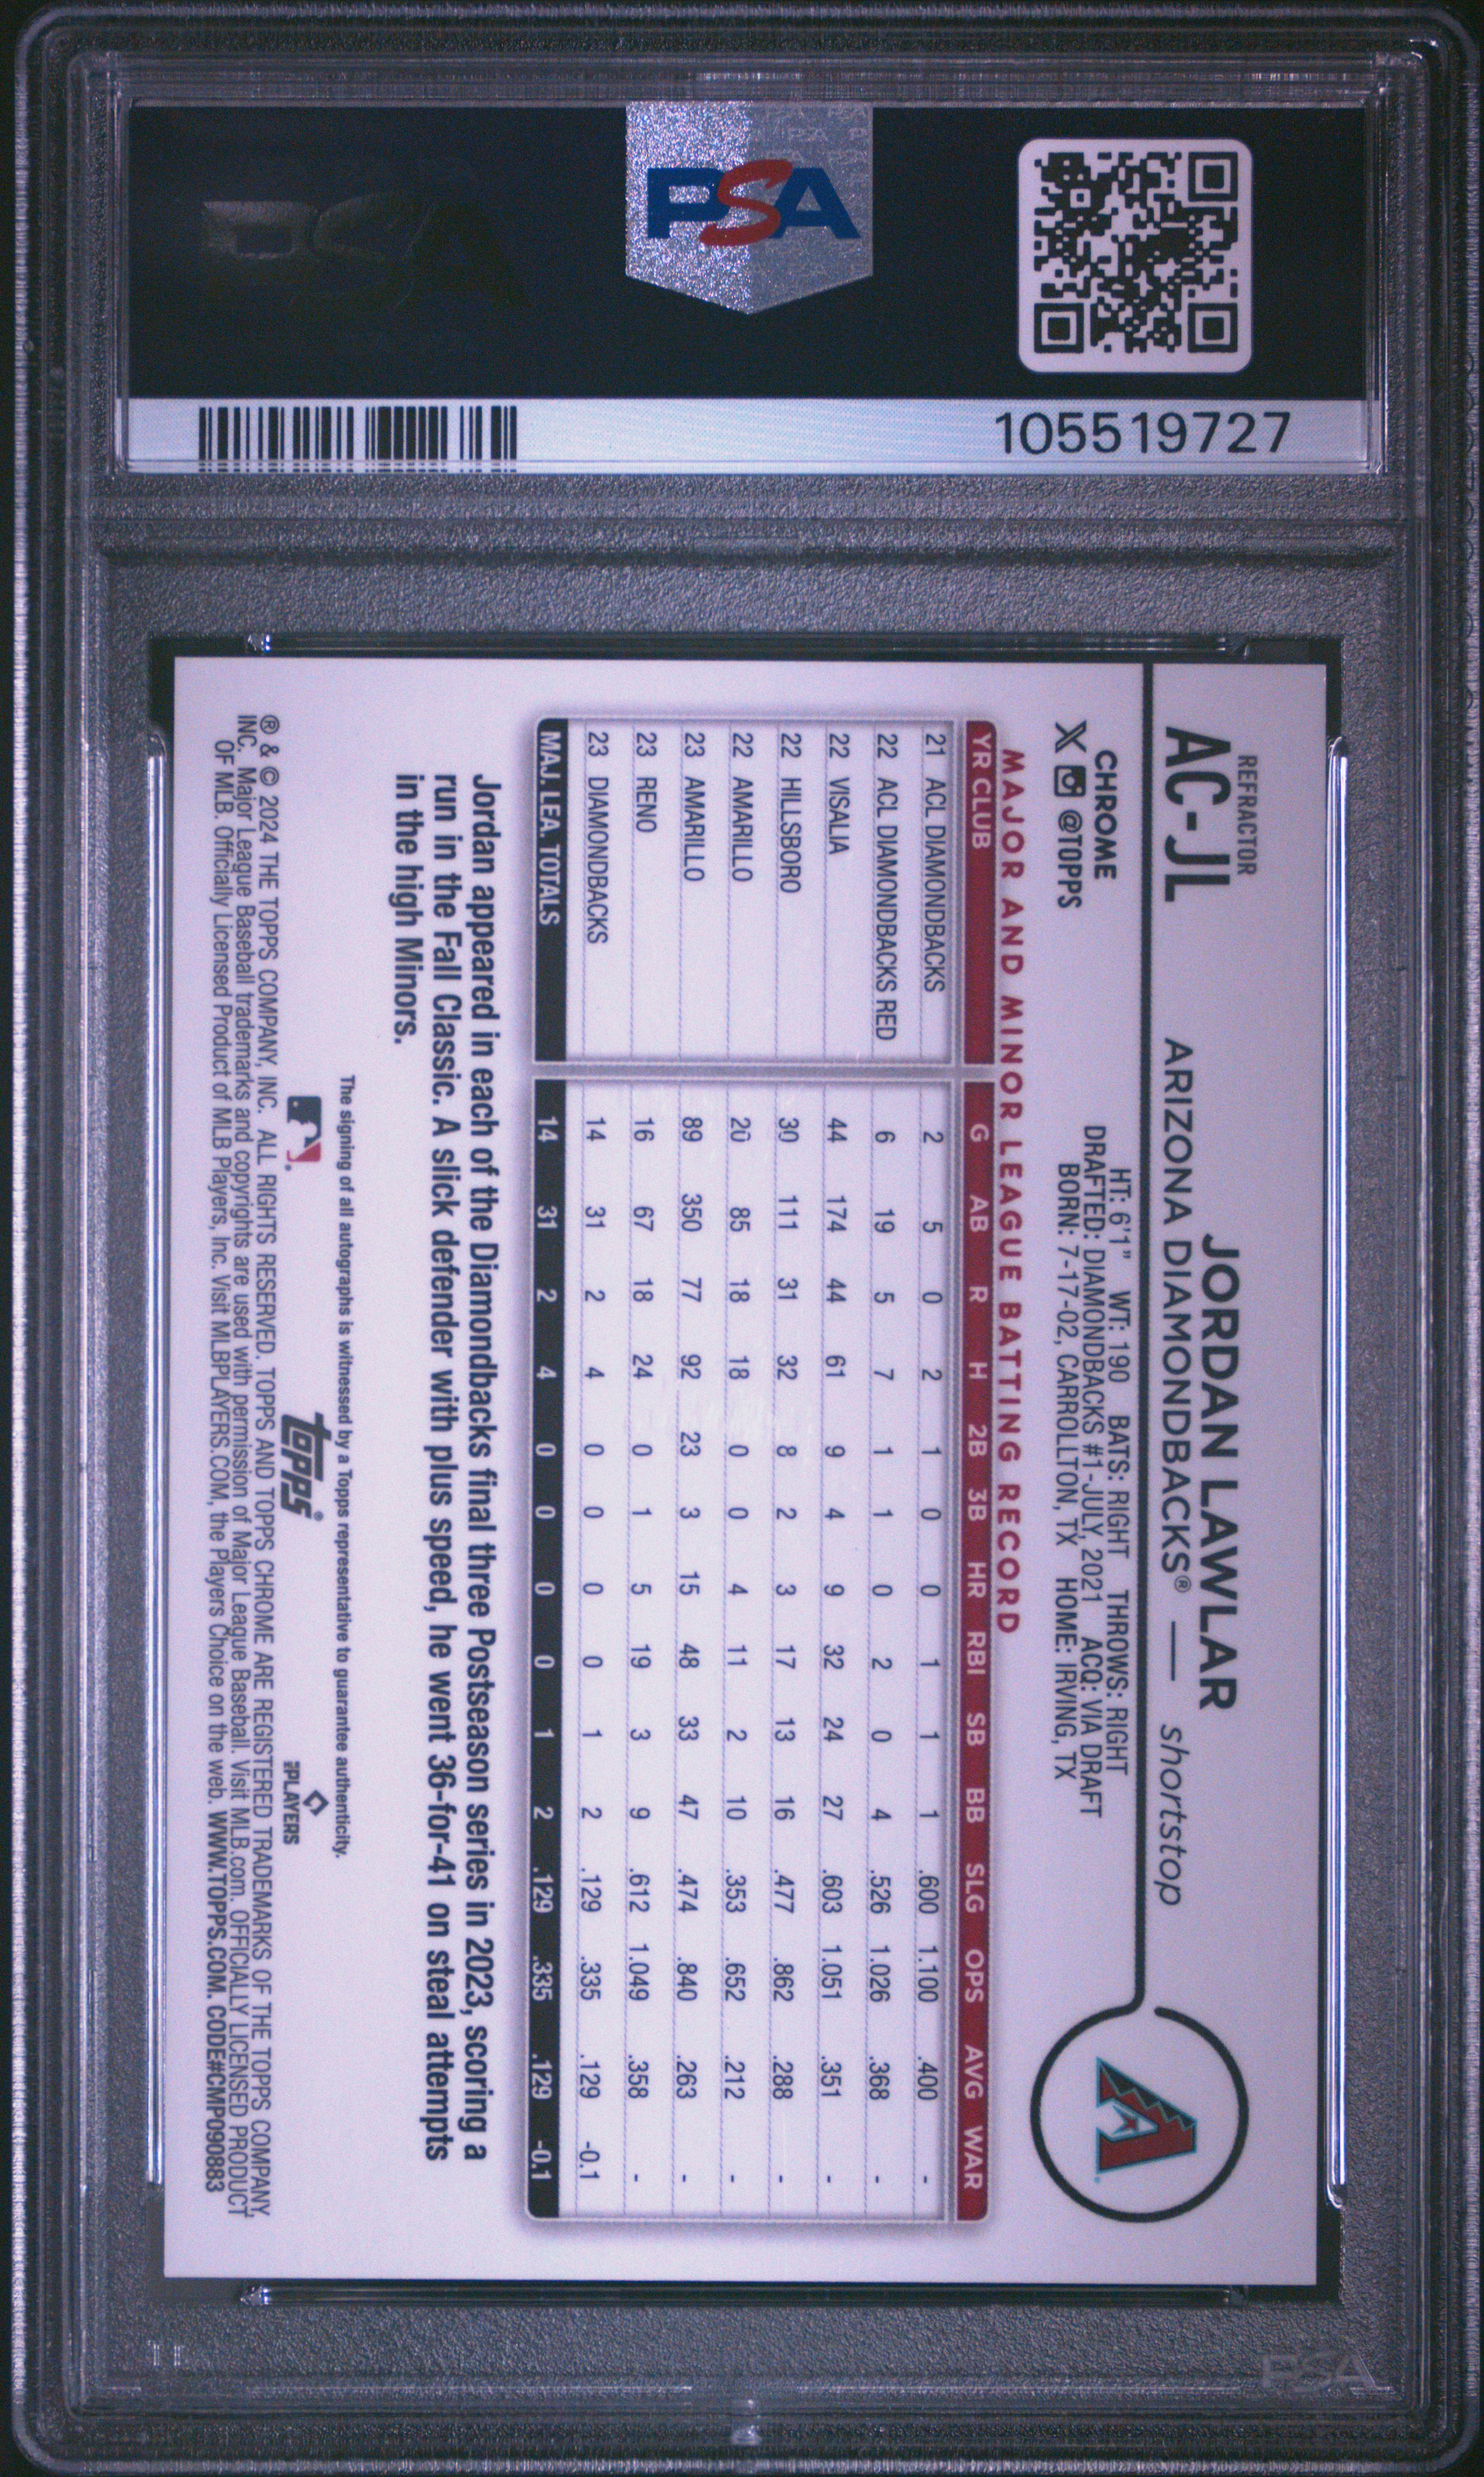 PSA
105519727
REFRACTOR
AC-JL
JORDAN LAWLAR
ARIZONA DIAMONDBACKS® — shortstop
CHROME
X @TOPPS
HT: 6'1" WT: 190 BATS: RIGHT THROWS: RIGHT
DRAFTED: DIAMONDBACKS #1-JULY, 2021 ACQ: VIA DRAFT
BORN: 7-17-02, CARROLLTON, TX HOME: IRVING, TX
A
MAJOR AND MINOR LEAGUE BATTING RECORD
YR CLUB G AB R H 2B 3B HR RBI SB BB SLG OPS AVG WAR
21 ACL DIAMONDBACKS 2 5 0 2 1 0 0 1 1 1 .600 1.100 .400 -
22 ACL DIAMONDBACKS RED 6 19 5 7 1 1 0 2 0 4 .526 1.026 .368 -
22 VISALIA 44 174 44 61 9 4 9 32 24 27 .603 1.051 .351 -
22 HILLSBORO 30 111 31 32 8 2 3 17 13 16 .477 .862 .288 -
22 AMARILLO 20 85 18 18 0 0 4 11 2 10 .353 .652 .212 -
23 AMARILLO 89 350 77 92 23 3 15 48 33 47 .474 .840 .263 -
23 RENO 16 67 18 24 0 1 5 19 3 9 .612 1.049 .358 -
23 DIAMONDBACKS 14 31 2 4 0 0 0 0 1 2 .129 .335 .129 -0.1
MAJ. LEA. TOTALS 14 31 2 4 0 0 0 0 1 2 .129 .335 .129 -0.1
Jordan appeared in each of the Diamondbacks final three Postseason series in 2023, scoring a
run in the Fall Classic. A slick defender with plus speed, he went 36-for-41 on steal attempts
in the high Minors.
The signing of all autographs is witnessed by a Topps representative to guarantee authenticity.
topps®
PLAYERS
® & © 2024 THE TOPPS COMPANY, INC. ALL RIGHTS RESERVED. TOPPS AND TOPPS CHROME ARE REGISTERED TRADEMARKS OF THE TOPPS COMPANY,
INC. Major League Baseball trademarks and copyrights are used with permission of Major League Baseball. Visit MLB.com. OFFICIALLY LICENSED PRODUCT
OF MLB. Officially Licensed Product of MLB Players, Inc. Visit MLBPLAYERS.COM, the Players Choice on the web. WWW.TOPPS.COM. CODE#CMP090883
PSA